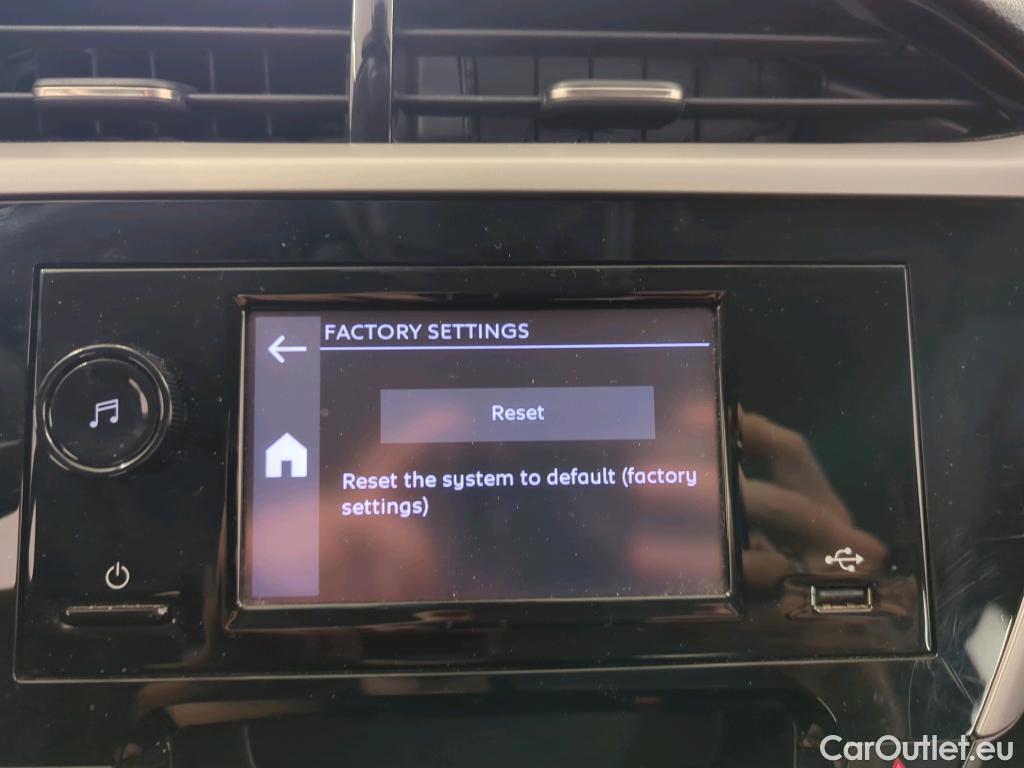 FACTORY SETTINGS
Reset
Reset the system to default (factory
settings)
CarOutlet.eu